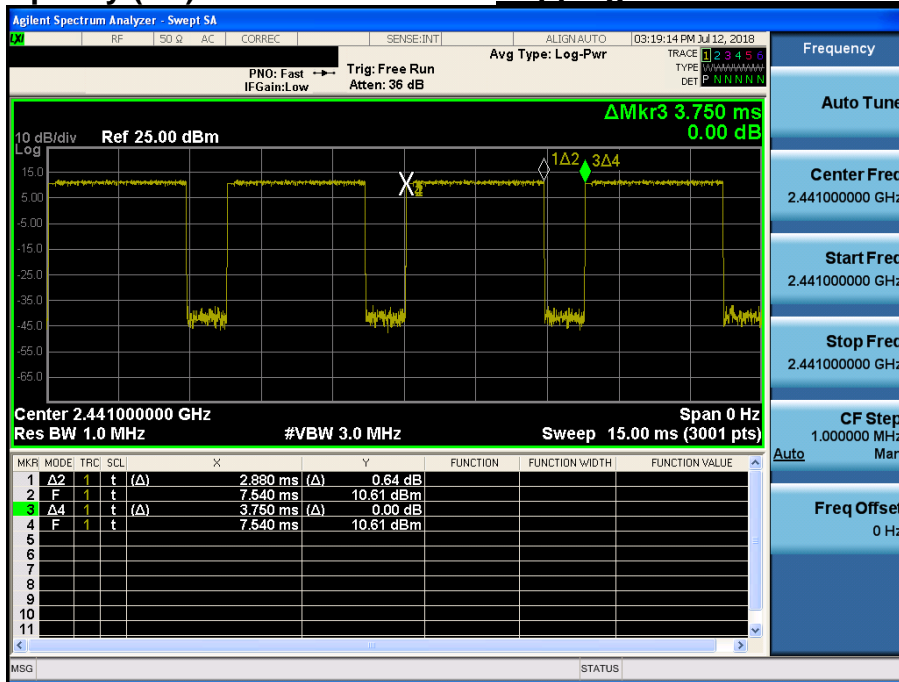 Agilent Spectrum Analyzer - Swept SA
LXI RF 50 Ω AC CORREC SENSE:INT ALIGN AUTO 03:19:14 PM Jul 12, 2018
Avg Type: Log-Pwr
TRACE 1 2 3 4 5 6
TYPE
DET P N N N N N
PNO: Fast
IFGain:Low
Trig: Free Run
Atten: 36 dB
ΔMkr3 3.750 ms
0.00 dB
10 dB/div Ref 25.00 dBm
Log
15.0
5.00
-5.00
-15.0
-25.0
-35.0
-45.0
-55.0
-65.0
1Δ2 3Δ4
Center 2.441000000 GHz Span 0 Hz
Res BW 1.0 MHz #VBW 3.0 MHz Sweep 15.00 ms (3001 pts)
MKR MODE TRC SCL X Y FUNCTION FUNCTION WIDTH FUNCTION VALUE
1 Δ2 1 t (Δ) 2.880 ms (Δ) 0.64 dB
2 F 1 t 7.540 ms 10.61 dBm
3 Δ4 1 t (Δ) 3.750 ms (Δ) 0.00 dB
4 F 1 t 7.540 ms 10.61 dBm
5
6
7
8
9
10
11
MSG STATUS
Frequency
Auto Tune
Center Freq
2.441000000 GHz
Start Freq
2.441000000 GHz
Stop Freq
2.441000000 GHz
CF Step
1.000000 MHz
Auto Man
Freq Offset
0 Hz